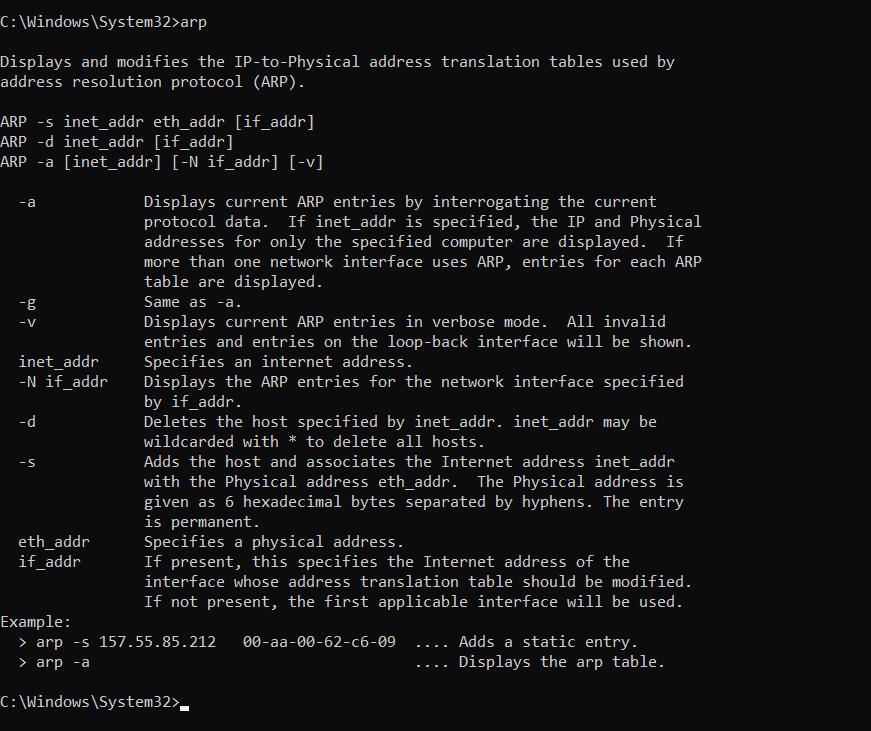 C:\Windows\System32>arp
Displays and modifies the IP-to-Physical address translation tables used by
address resolution protocol (ARP).
ARP -s inet_addr eth_addr [if_addr]
ARP -d inet_addr [if_addr]
ARP -a [inet_addr] [-N if_addr] [-v]
  -a            Displays current ARP entries by interrogating the current
                protocol data.  If inet_addr is specified, the IP and Physical
                addresses for only the specified computer are displayed.  If
                more than one network interface uses ARP, entries for each ARP
                table are displayed.
  -g            Same as -a.
  -v            Displays current ARP entries in verbose mode.  All invalid
                entries and entries on the loop-back interface will be shown.
  inet_addr     Specifies an internet address.
  -N if_addr    Displays the ARP entries for the network interface specified
                by if_addr.
  -d            Deletes the host specified by inet_addr. inet_addr may be
                wildcarded with * to delete all hosts.
  -s            Adds the host and associates the Internet address inet_addr
                with the Physical address eth_addr.  The Physical address is
                given as 6 hexadecimal bytes separated by hyphens. The entry
                is permanent.
  eth_addr      Specifies a physical address.
  if_addr       If present, this specifies the Internet address of the
                interface whose address translation table should be modified.
                If not present, the first applicable interface will be used.
Example:
  > arp -s 157.55.85.212   00-aa-00-62-c6-09  .... Adds a static entry.
  > arp -a                                    .... Displays the arp table.
C:\Windows\System32>